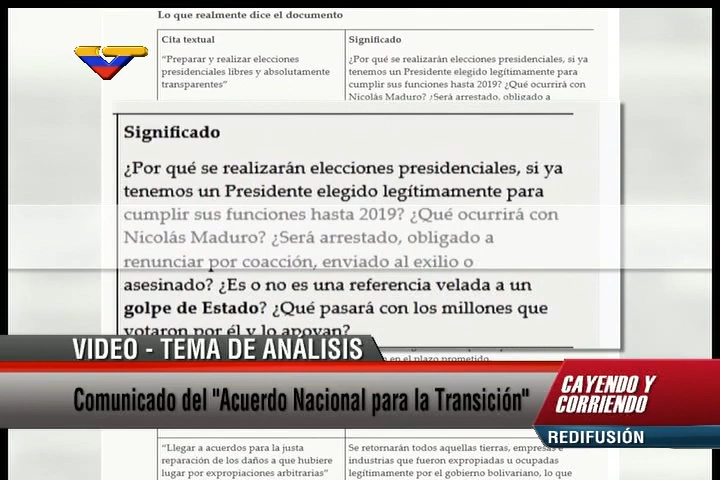 Lo que realmente dice el documento
Cita textual
Significado
“Preparar y realizar elecciones
presidenciales libres y absolutamente
transparentes”
¿Por qué se realizarán elecciones presidenciales, si ya
tenemos un Presidente elegido legítimamente para
cumplir sus funciones hasta 2019? ¿Qué ocurrirá con
Nicolás Maduro? ¿Será arrestado, obligado a
Significado
¿Por qué se realizarán elecciones presidenciales, si ya
tenemos un Presidente elegido legítimamente para
cumplir sus funciones hasta 2019? ¿Qué ocurrirá con
Nicolás Maduro? ¿Será arrestado, obligado a
renunciar por coacción, enviado al exilio o
asesinado? ¿Es o no es una referencia velada a un
golpe de Estado? ¿Qué pasará con los millones que
votaron por él y lo apoyan?
en el plazo prometido.
VIDEO - TEMA DE ANÁLISIS
Comunicado del "Acuerdo Nacional para la Transición"
CAYENDO Y
CORRIENDO
REDIFUSIÓN
“Llegar a acuerdos para la justa
reparación de los daños a que hubiere
lugar por expropiaciones arbitrarias”
Se retornarán todos aquellas tierras, empresas e
industrias que fueron expropiadas u ocupadas
legítimamente por el gobierno bolivariano, lo que